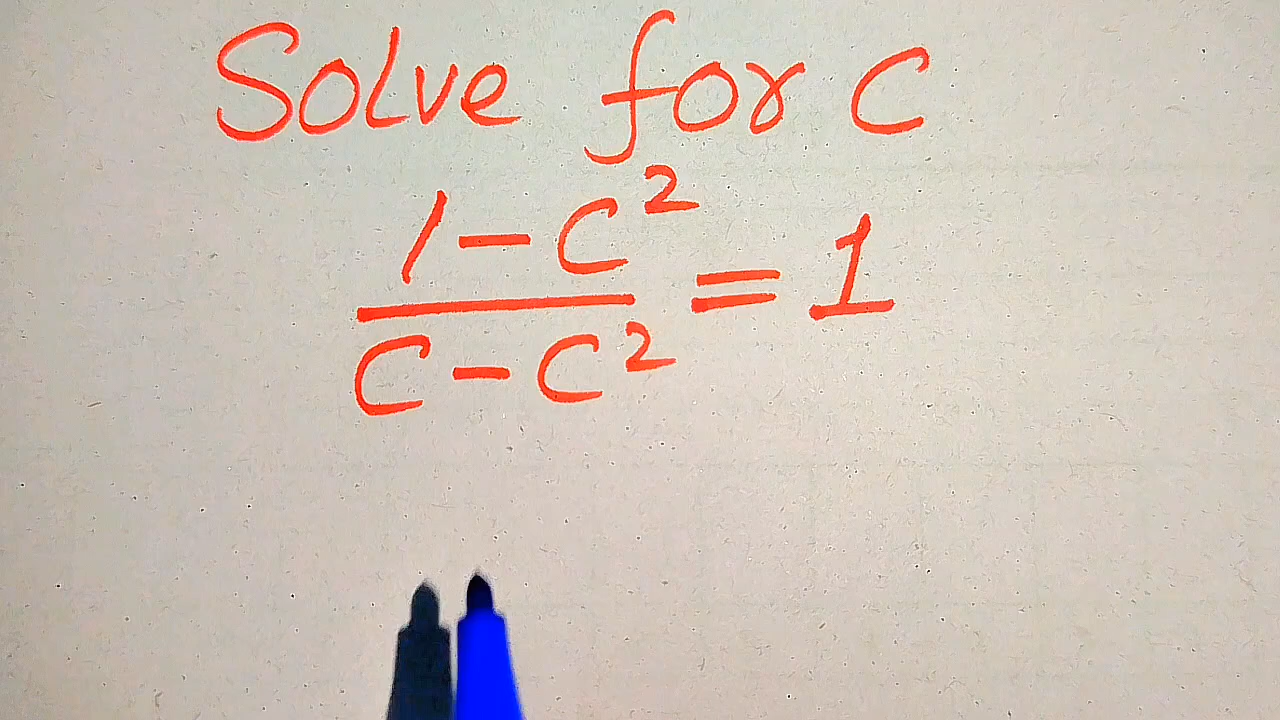 Solve for C
1-C²/C-C² = 1